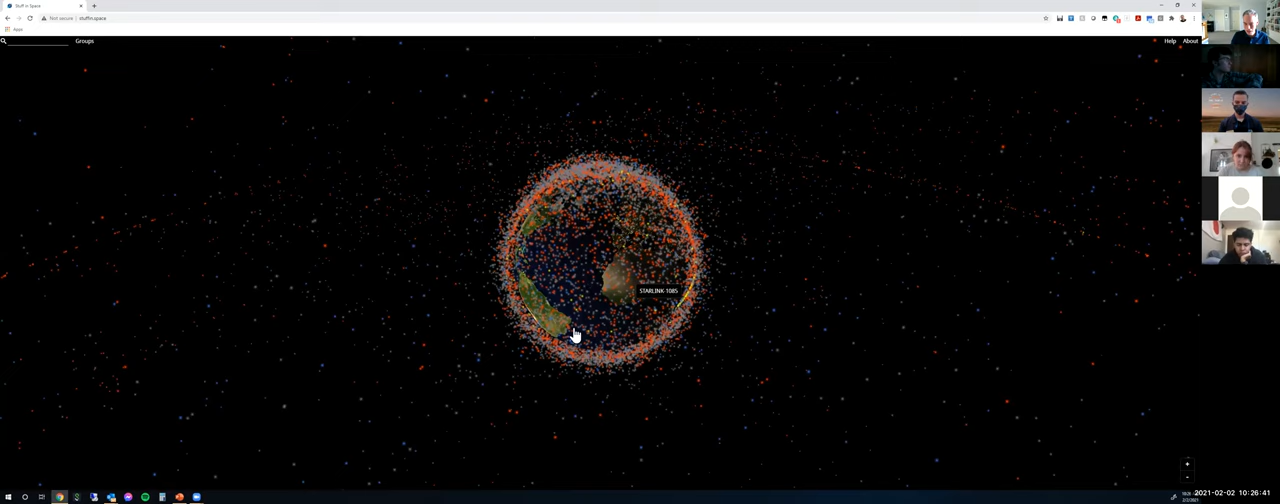 Stuff in Space
Not secure | stuffin.space
Apps
Groups
Help
About
STARLINK-1085
2021-02-02 10:26:41